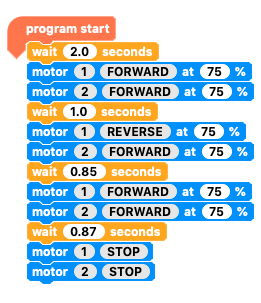 program start
wait 2.0 seconds
motor 1 FORWARD at 75 %
motor 2 FORWARD at 75 %
wait 1.0 seconds
motor 1 REVERSE at 75 %
motor 2 FORWARD at 75 %
wait 0.85 seconds
motor 1 FORWARD at 75 %
motor 2 FORWARD at 75 %
wait 0.87 seconds
motor 1 STOP
motor 2 STOP